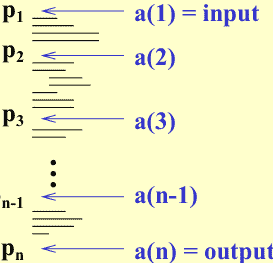 p1 a(1) = input
p2 a(2)
p3 a(3)
n-1 a(n-1)
pn a(n) = output